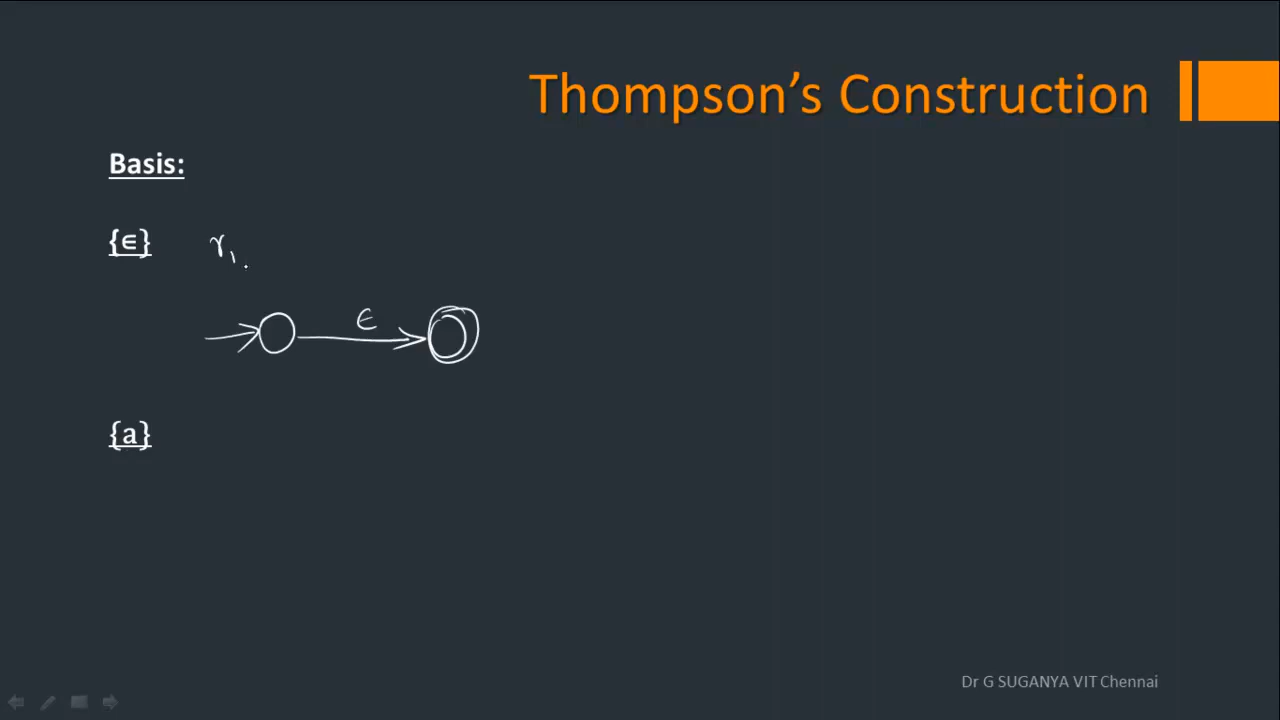 Thompson's Construction
Basis:
{∈} r₁.
∈
{a}
Dr G SUGANYA VIT Chennai